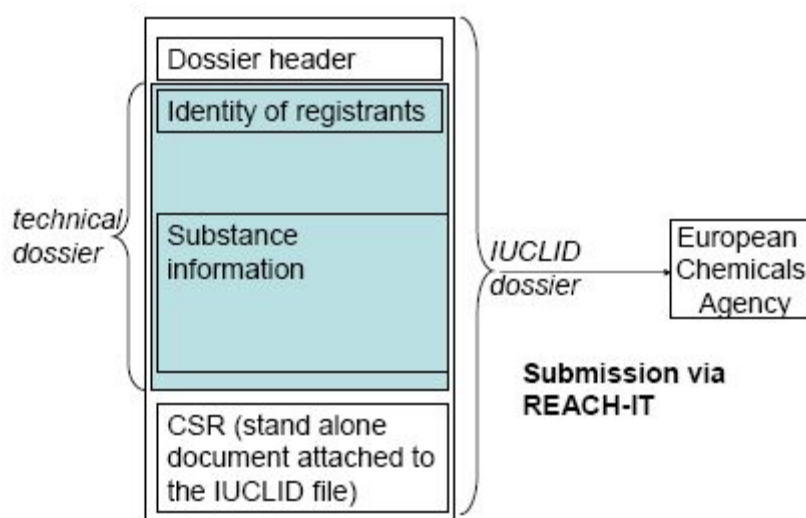 Dossier header
Identity of registrants
technical
dossier
Substance
information
IUCLID
dossier
European
Chemicals
Agency
Submission via
REACH-IT
CSR (stand alone
document attached to
the IUCLID file)